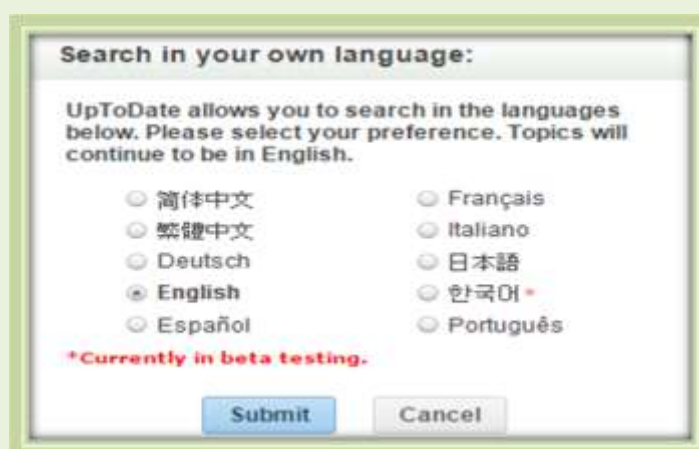 Search in your own language:
UpToDate allows you to search in the languages
below. Please select your preference. Topics will
continue to be in English.
简体中文
繁體中文
Deutsch
English
Español
Français
Italiano
日本語
한국어 *
Português
*Currently in beta testing.
Submit Cancel